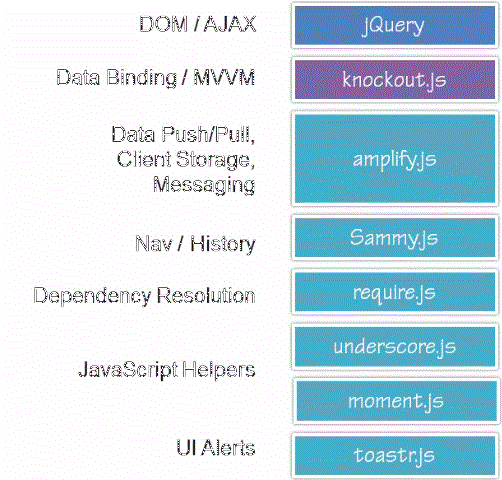 DOM / AJAX
jQuery
Data Binding / MVVM
knockout.js
Data Push/Pull,
Client Storage,
Messaging
amplify.js
Nav / History
Sammy.js
Dependency Resolution
require.js
JavaScript Helpers
underscore.js
moment.js
UI Alerts
toastr.js